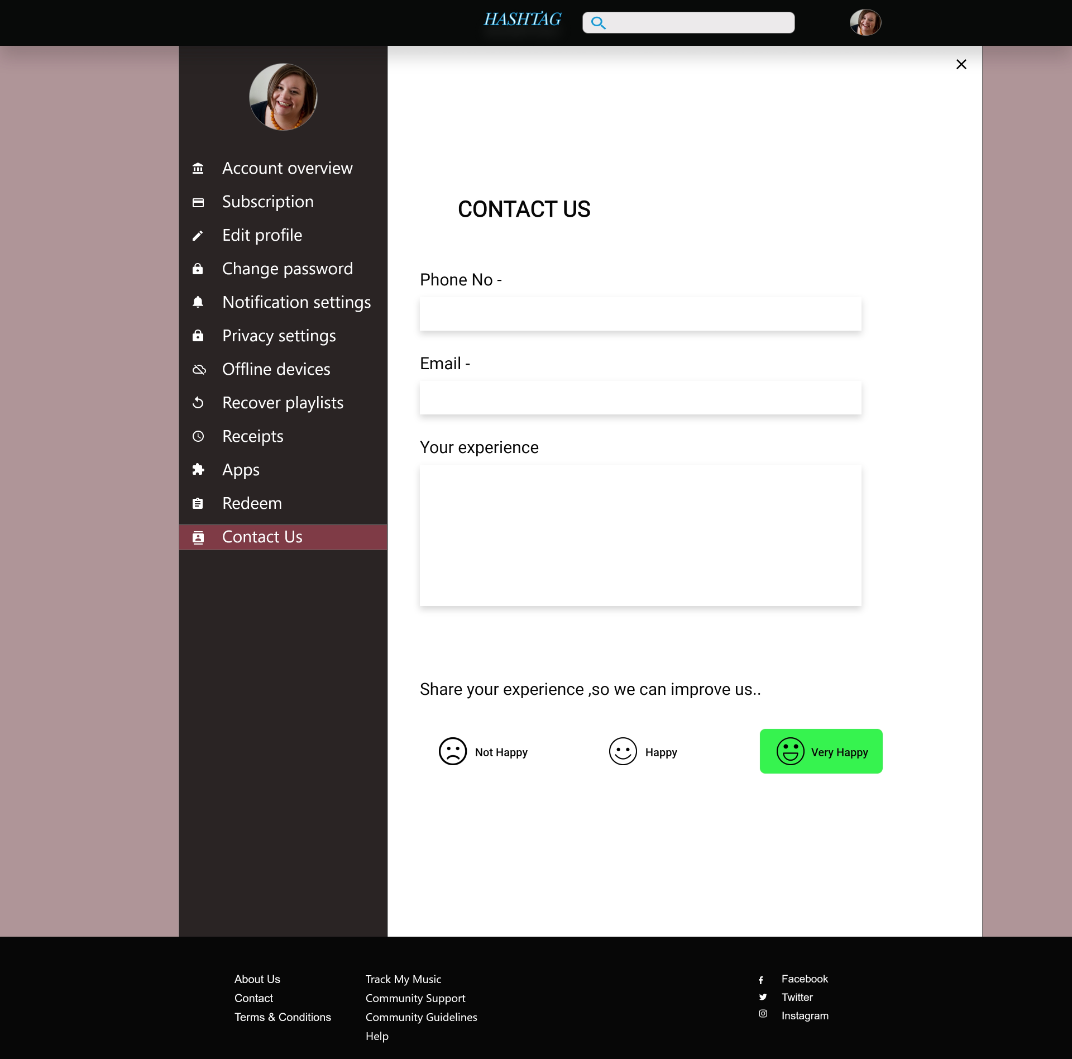 HASHTAG
Account overview
Subscription
Edit profile
Change password
Notification settings
Privacy settings
Offline devices
Recover playlists
Receipts
Apps
Redeem
Contact Us
CONTACT US
Phone No -
Email -
Your experience
Share your experience ,so we can improve us..
Not Happy
Happy
Very Happy
About Us
Contact
Terms & Conditions
Track My Music
Community Support
Community Guidelines
Help
Facebook
Twitter
Instagram